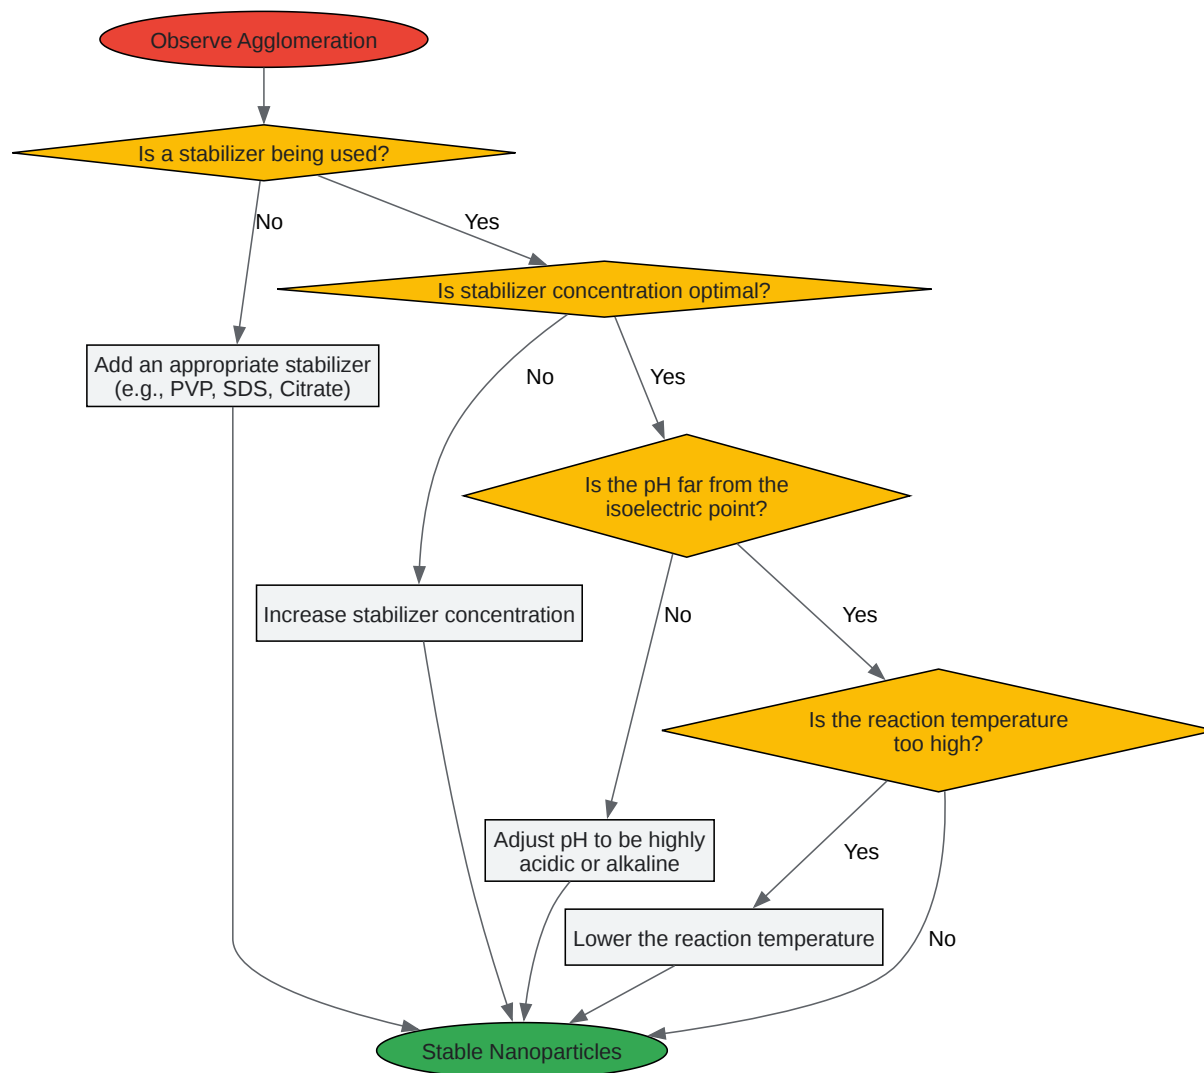 Observe Agglomeration
Is a stabilizer being used?
No
Yes
Is stabilizer concentration optimal?
Add an appropriate stabilizer
(e.g., PVP, SDS, Citrate)
No
Yes
Is the pH far from the
isoelectric point?
Increase stabilizer concentration
No
Yes
Is the reaction temperature
too high?
Adjust pH to be highly
acidic or alkaline
Yes
Lower the reaction temperature
No
Stable Nanoparticles